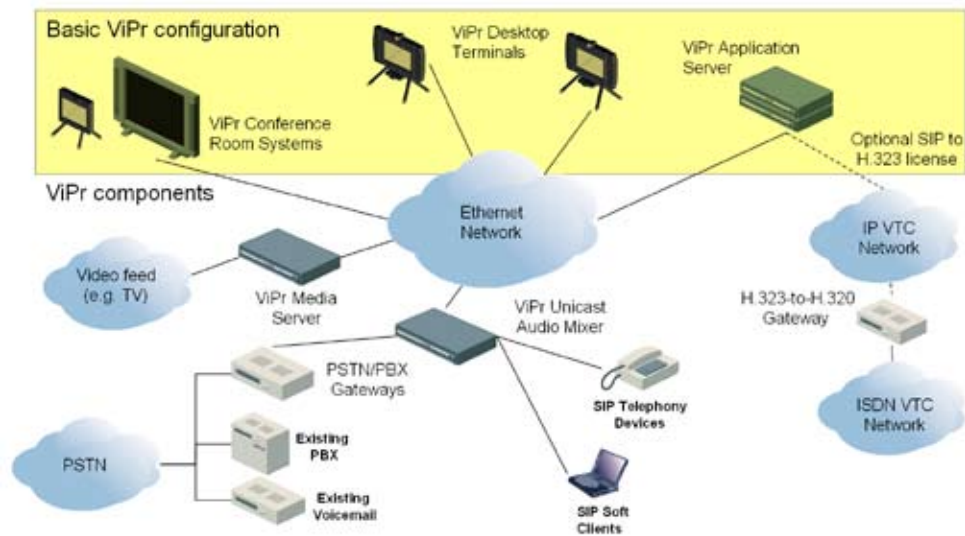 Basic ViPr configuration
ViPr Desktop
Terminals
ViPr Application
Server
ViPr Conference
Room Systems
Optional SIP to
H.323 license
ViPr components
Ethernet
Network
IP VTC
Network
Video feed
(e.g. TV)
ViPr Media
Server
ViPr Unicast
Audio Mixer
H.323-to-H.320
Gateway
PSTN/PBX
Gateways
SIP Telephony
Devices
ISDN VTC
Network
Existing
PBX
PSTN
Existing
Voicemail
SIP Soft
Clients